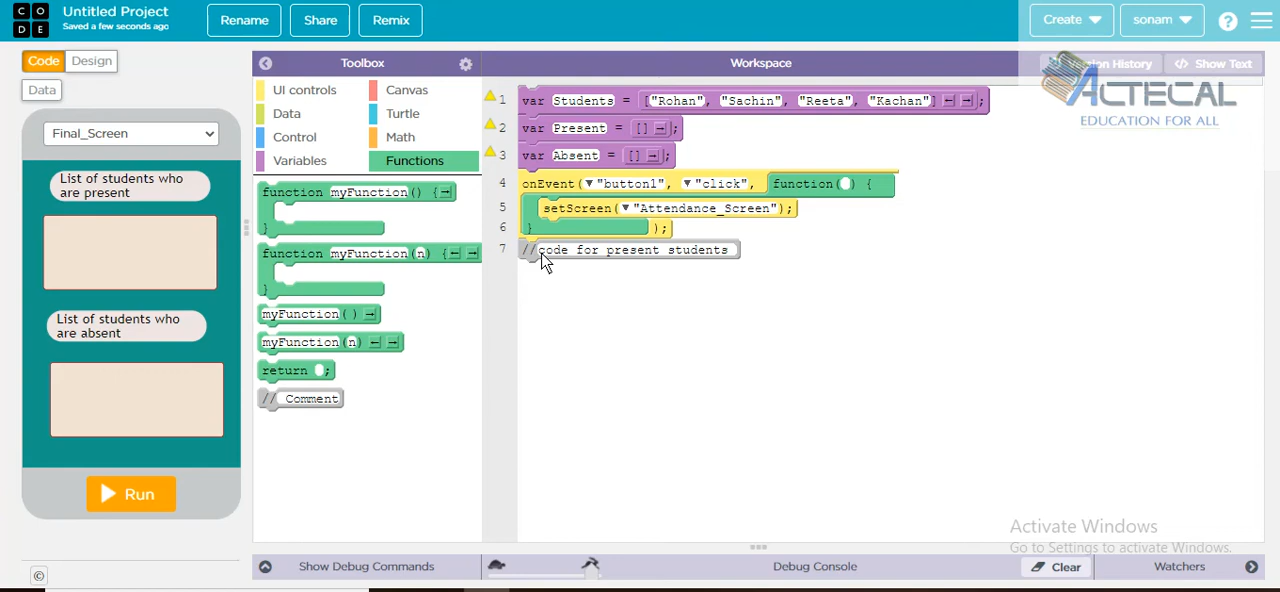 CODE
Untitled Project
Saved a few seconds ago
Rename
Share
Remix
Create
sonam
?
Code
Design
Data
Toolbox
Workspace
Version History
</> Show Text
ACTECAL
EDUCATION FOR ALL
Final_Screen
List of students who
are present
List of students who
are absent
Run
©
UI controls
Canvas
Data
Turtle
Control
Math
Variables
Functions
function myFunction() {
}
function myFunction(n) {
}
myFunction()
myFunction(n)
return ;
// Comment
1 var Students = ["Rohan", "Sachin", "Reeta", "Kachan"];
2 var Present = [];
3 var Absent = [];
4 onEvent("button1", "click", function() {
5 setScreen("Attendance_Screen");
6 } );
7 //code for present students
Activate Windows
Go to Settings to activate Windows.
Show Debug Commands
Debug Console
Clear
Watchers